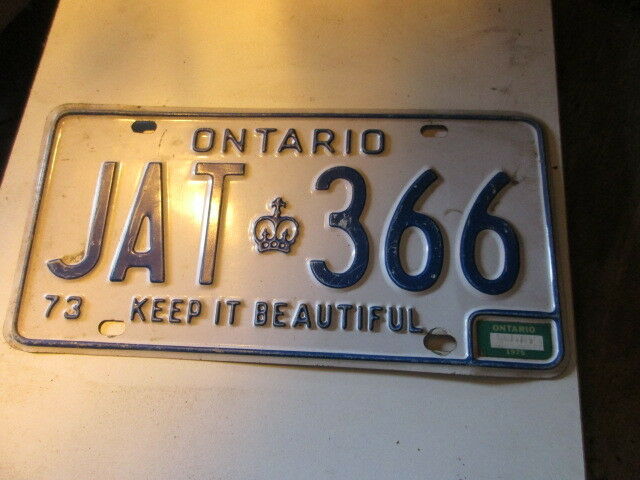 ONTARIO
JAT 366
73 KEEP IT BEAUTIFUL
ONTARIO
1975